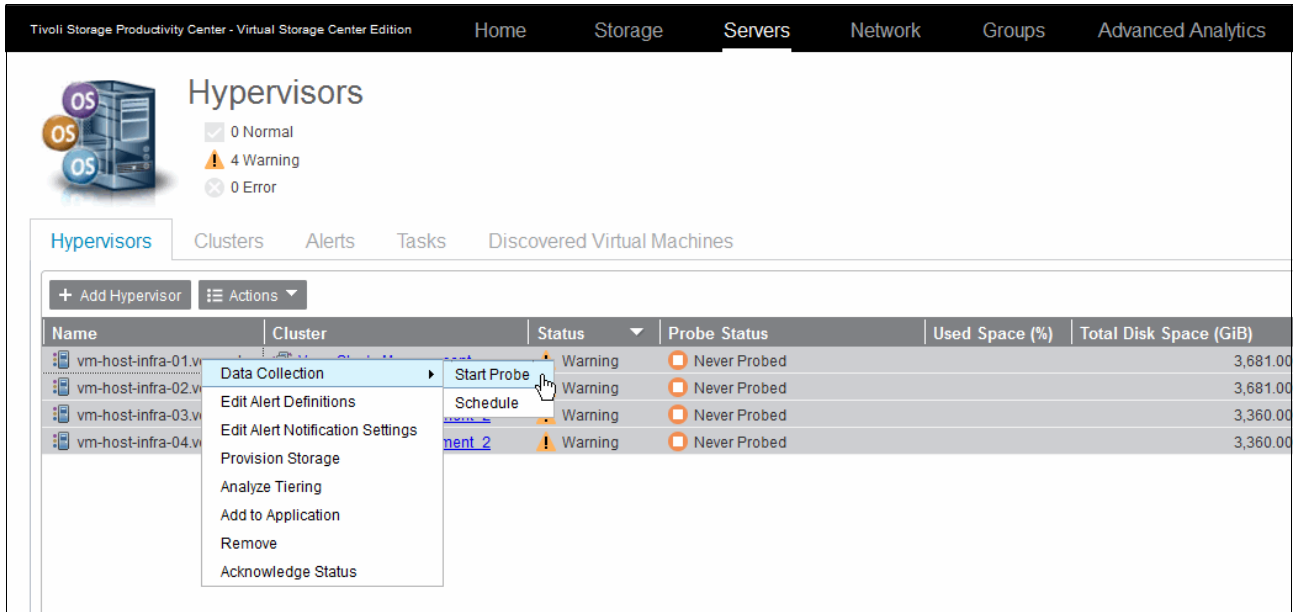 Tivoli Storage Productivity Center - Virtual Storage Center Edition Home Storage Servers Network Groups Advanced Analytics
Hypervisors
0 Normal
4 Warning
0 Error
Hypervisors Clusters Alerts Tasks Discovered Virtual Machines
+ Add Hypervisor Actions
Name Cluster Status Probe Status Used Space (%) Total Disk Space (GiB)
vm-host-infra-01.v Warning Never Probed 3,681.00
vm-host-infra-02.v Warning Never Probed 3,681.00
vm-host-infra-03.v Warning Never Probed 3,360.00
vm-host-infra-04.v ment_2 Warning Never Probed 3,360.00
Data Collection
Edit Alert Definitions
Edit Alert Notification Settings
Provision Storage
Analyze Tiering
Add to Application
Remove
Acknowledge Status
Start Probe
Schedule
OS
OS
OS